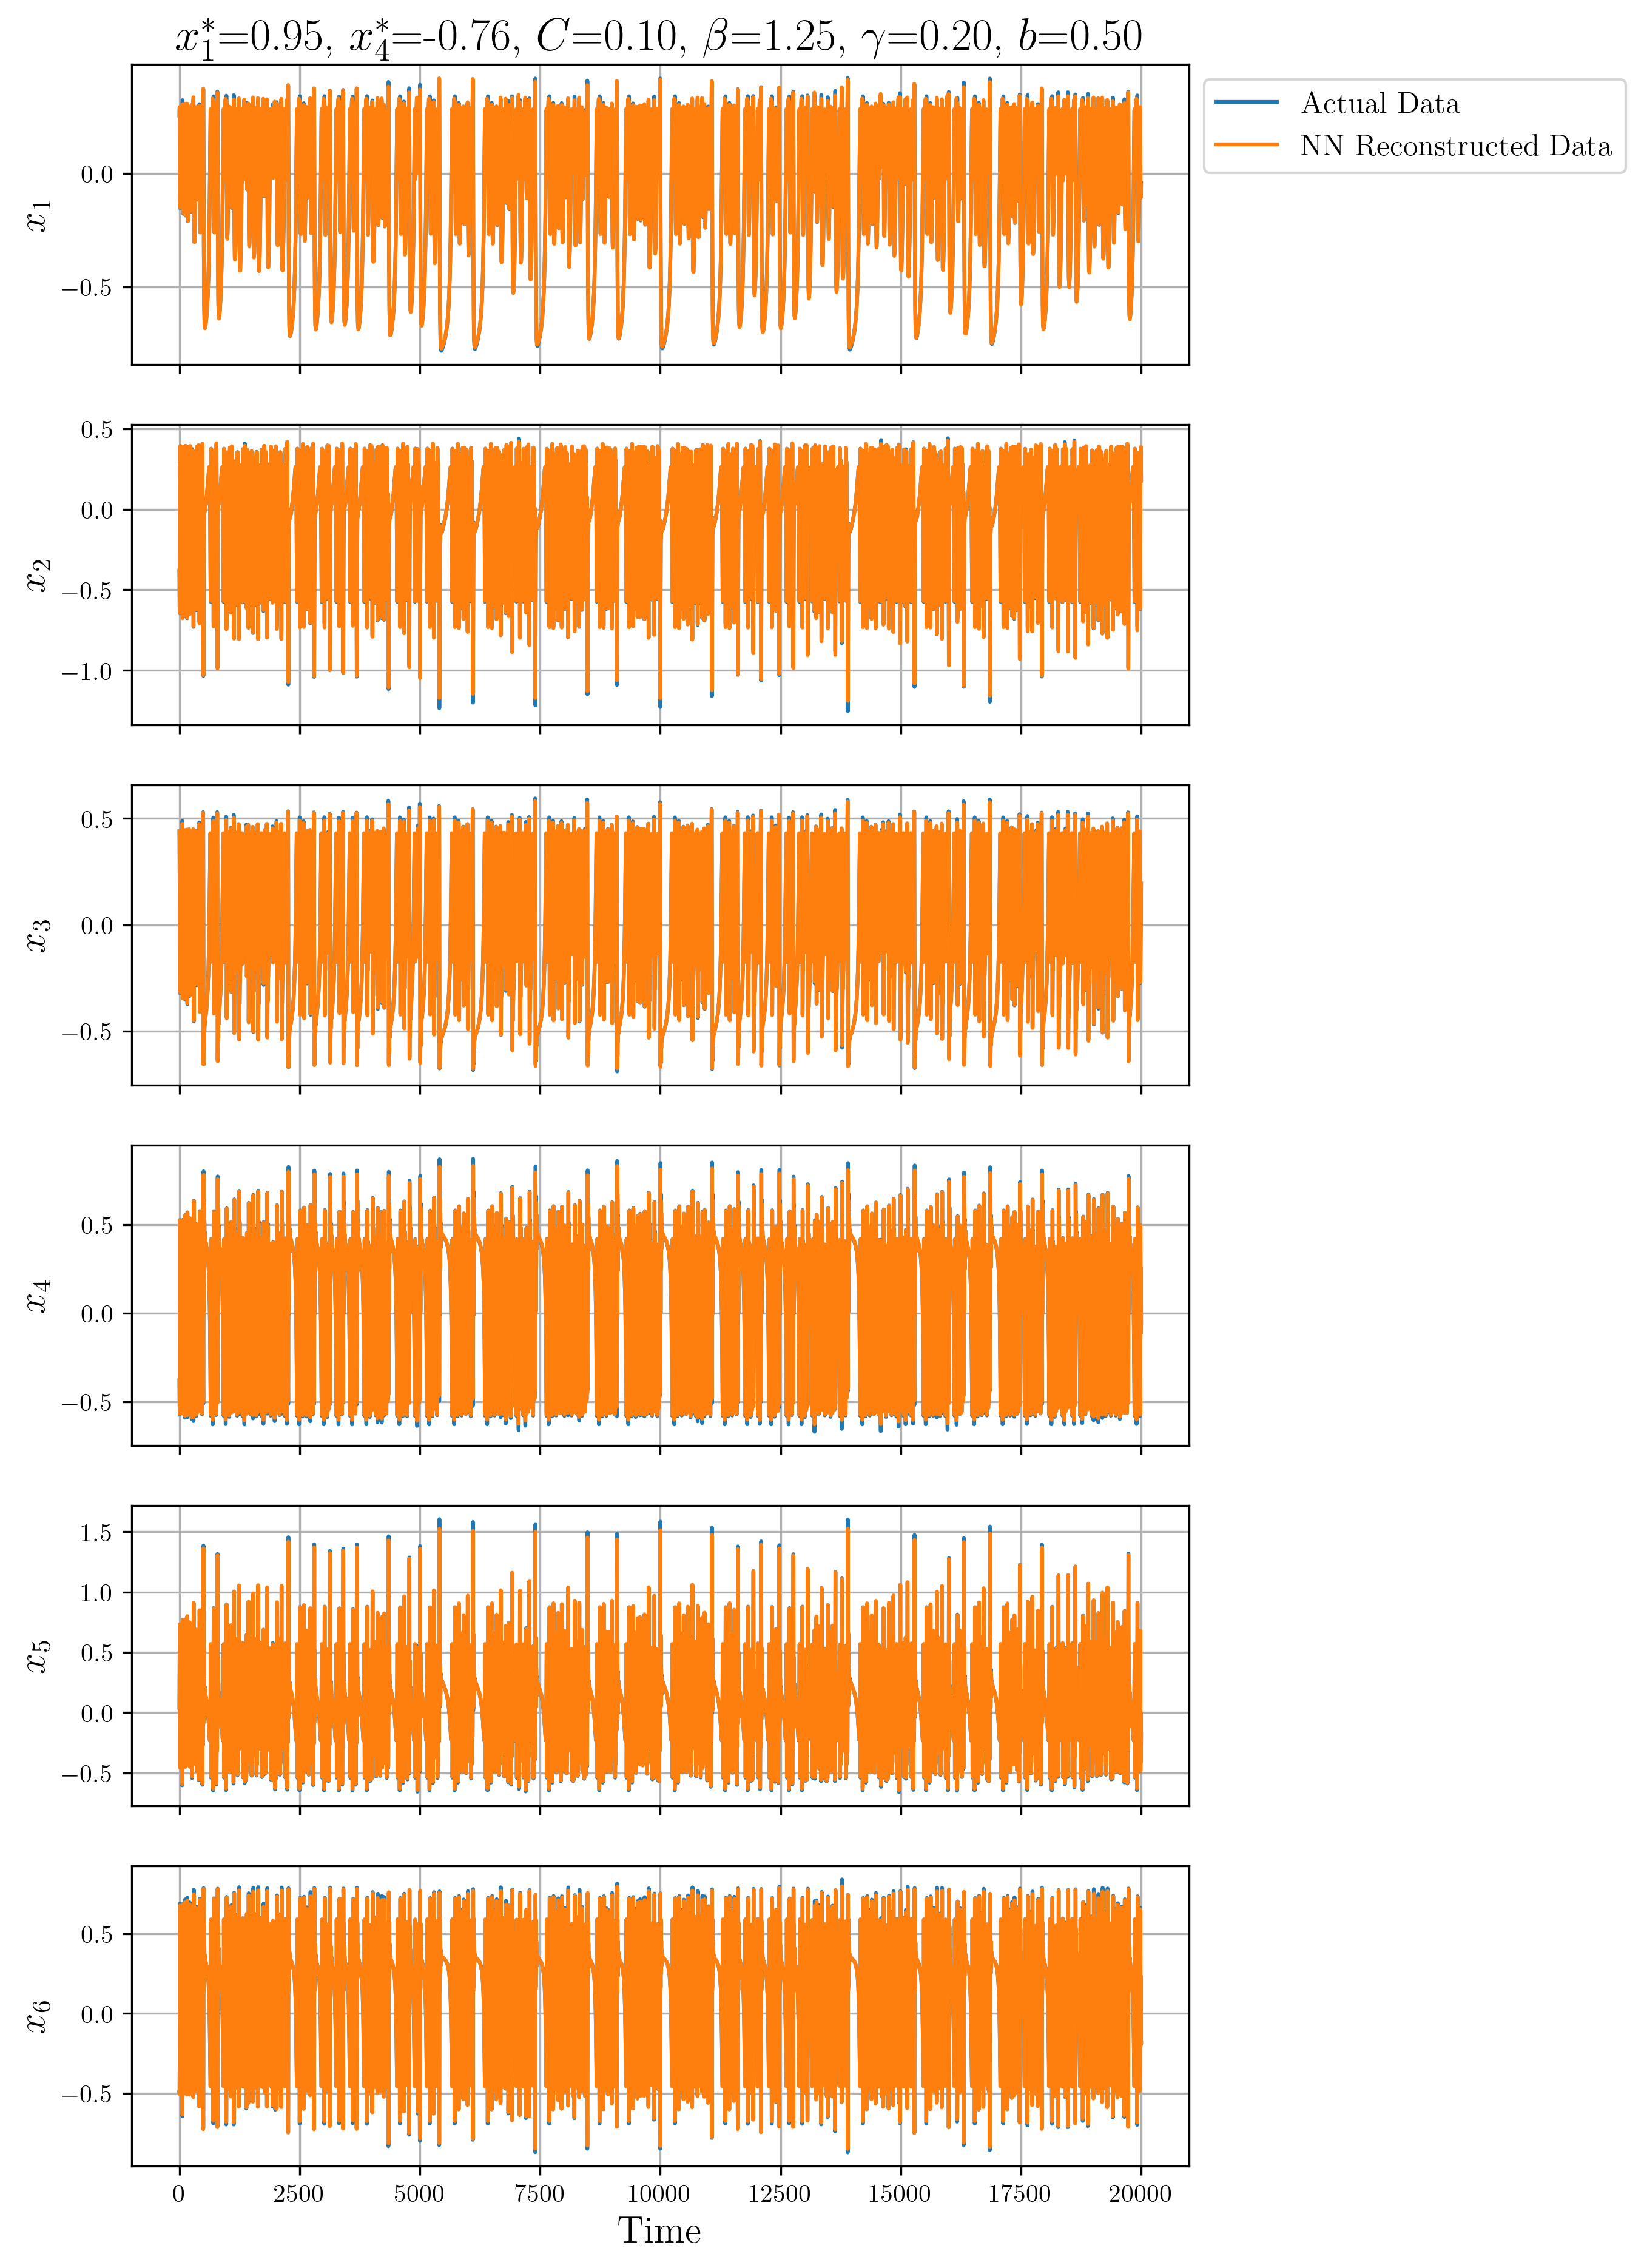 x₁*=0.95, x₄*=-0.76, C=0.10, β=1.25, γ=0.20, b=0.50
Actual Data
NN Reconstructed Data
0.0
−0.5
x₁
0.5
0.0
−0.5
−1.0
x₂
0.5
0.0
−0.5
x₃
0.5
0.0
−0.5
x₄
1.5
1.0
0.5
0.0
−0.5
x₅
0.5
0.0
−0.5
x₆
0 2500 5000 7500 10000 12500 15000 17500 20000
Time